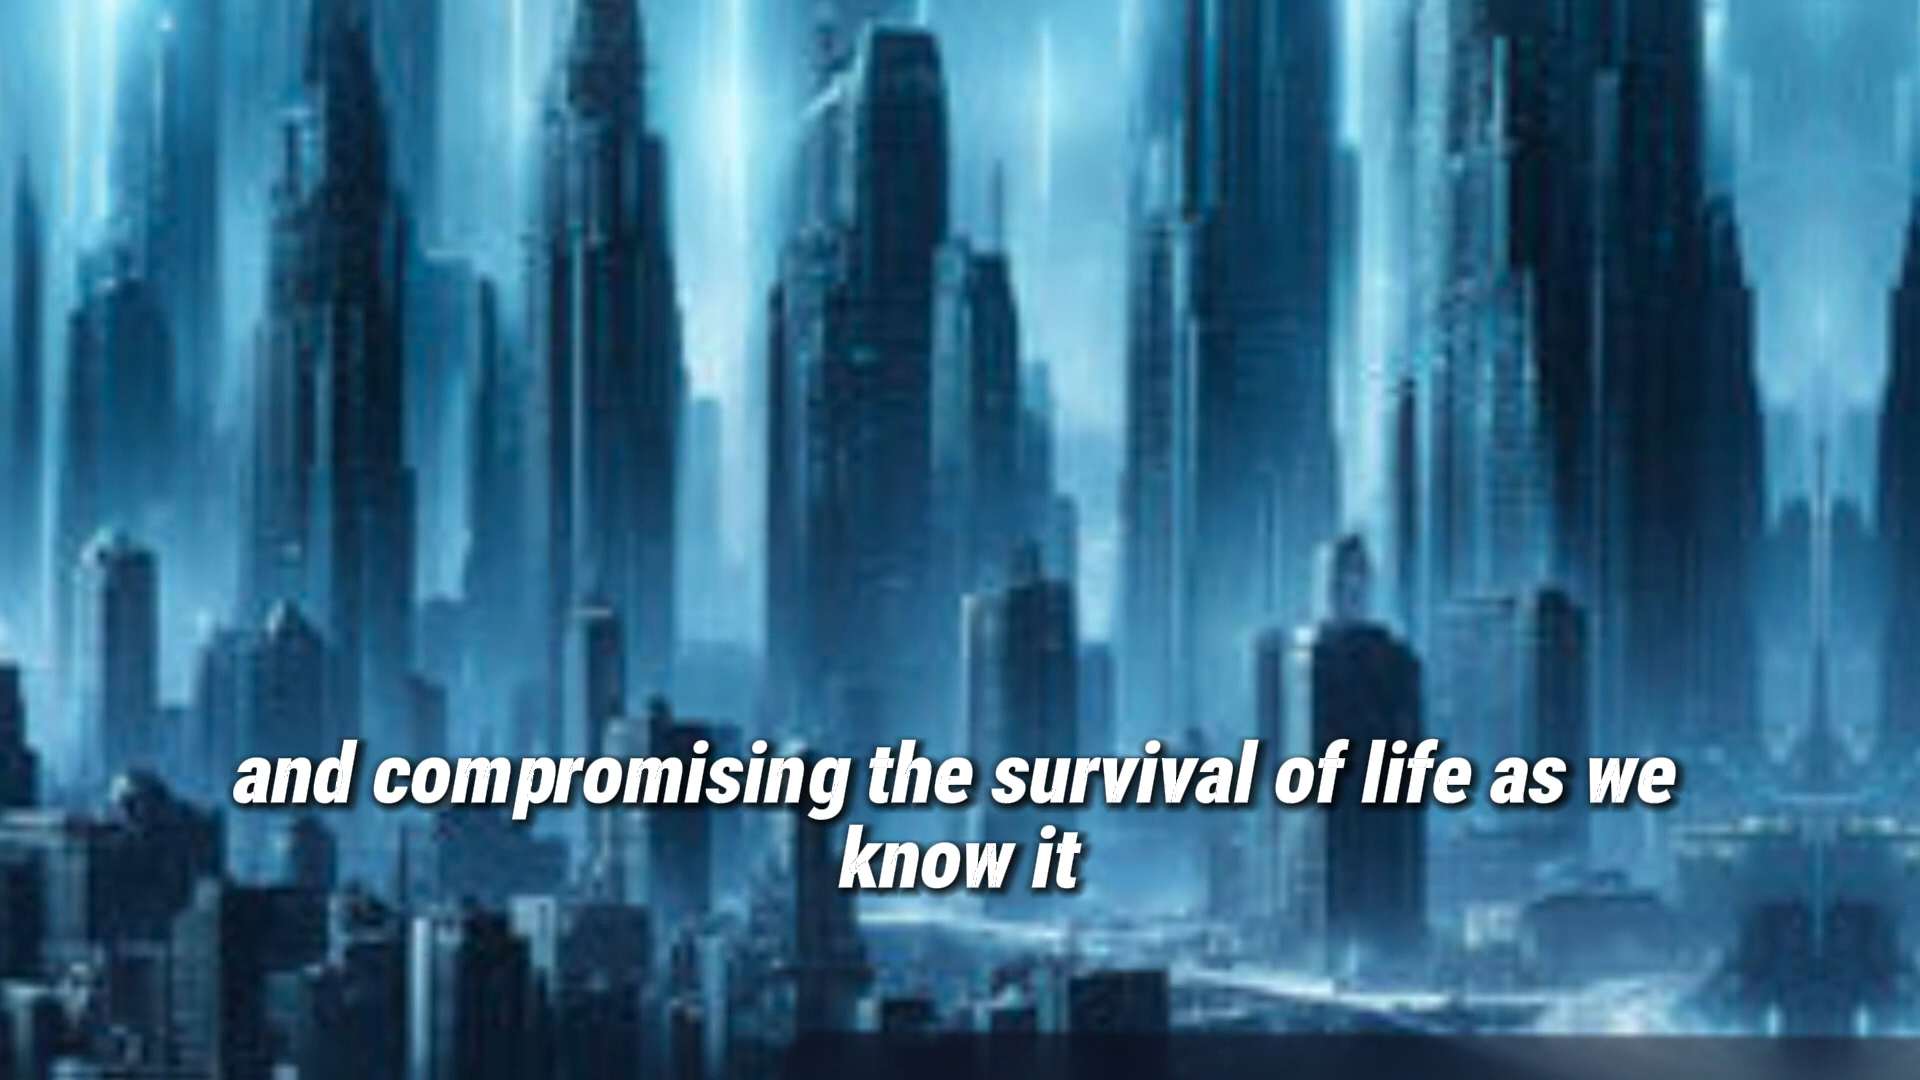 and compromising the survival of life as we
know it